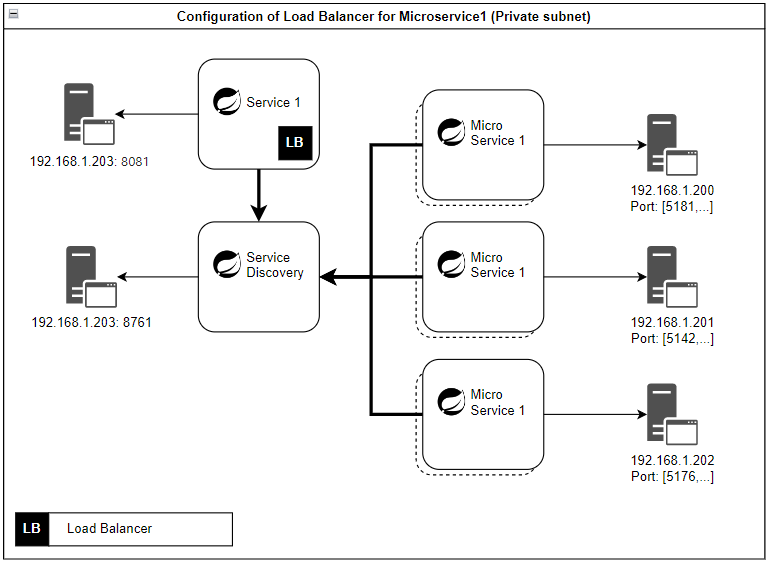 Configuration of Load Balancer for Microservice1 (Private subnet)
Service 1
LB
192.168.1.203: 8081
Micro
Service 1
192.168.1.200
Port: [5181,...]
Service
Discovery
192.168.1.203: 8761
Micro
Service 1
192.168.1.201
Port: [5142,...]
Micro
Service 1
192.168.1.202
Port: [5176,...]
LB
Load Balancer